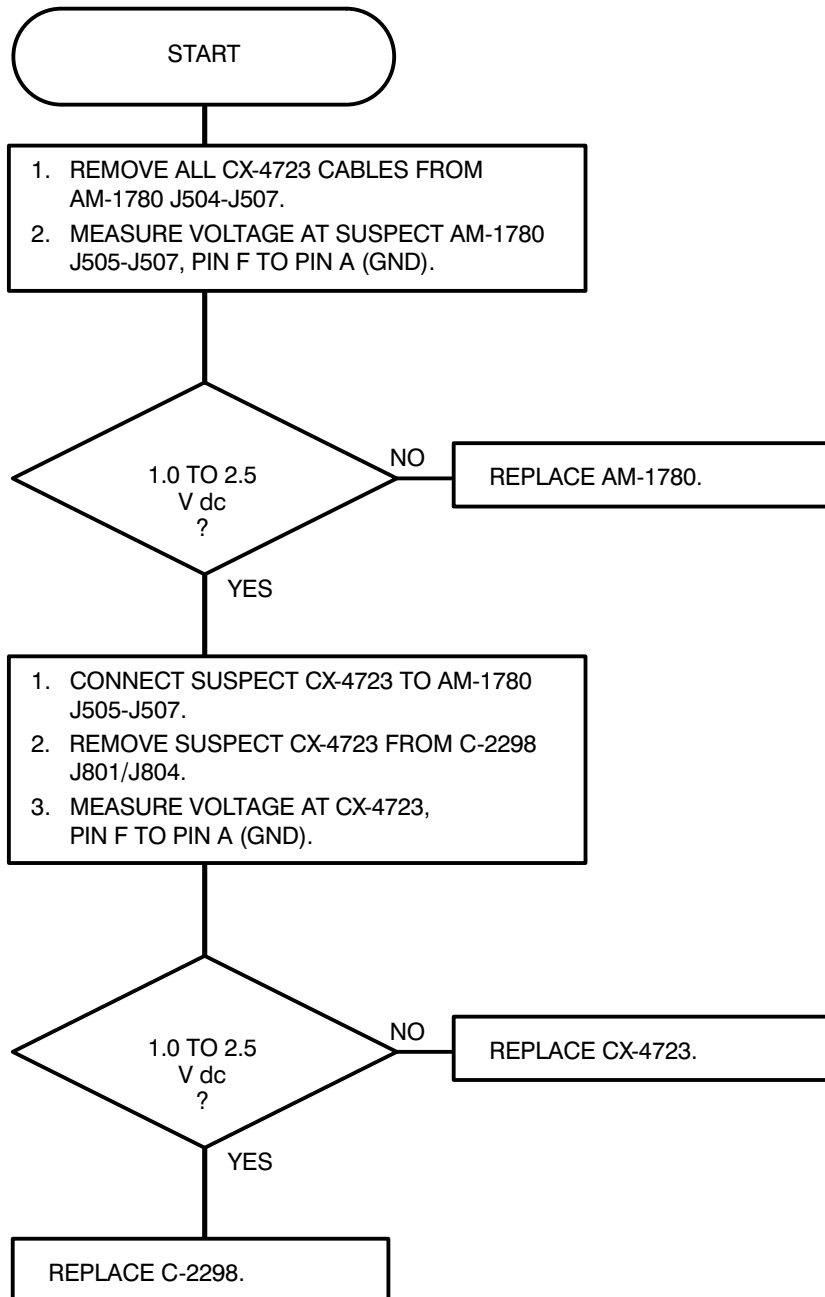 START
1. REMOVE ALL CX-4723 CABLES FROM
AM-1780 J504-J507.
2. MEASURE VOLTAGE AT SUSPECT AM-1780
J505-J507, PIN F TO PIN A (GND).
1.0 TO 2.5
V dc
?
NO
REPLACE AM-1780.
YES
1. CONNECT SUSPECT CX-4723 TO AM-1780
J505-J507.
2. REMOVE SUSPECT CX-4723 FROM C-2298
J801/J804.
3. MEASURE VOLTAGE AT CX-4723,
PIN F TO PIN A (GND).
1.0 TO 2.5
V dc
?
NO
REPLACE CX-4723.
YES
REPLACE C-2298.